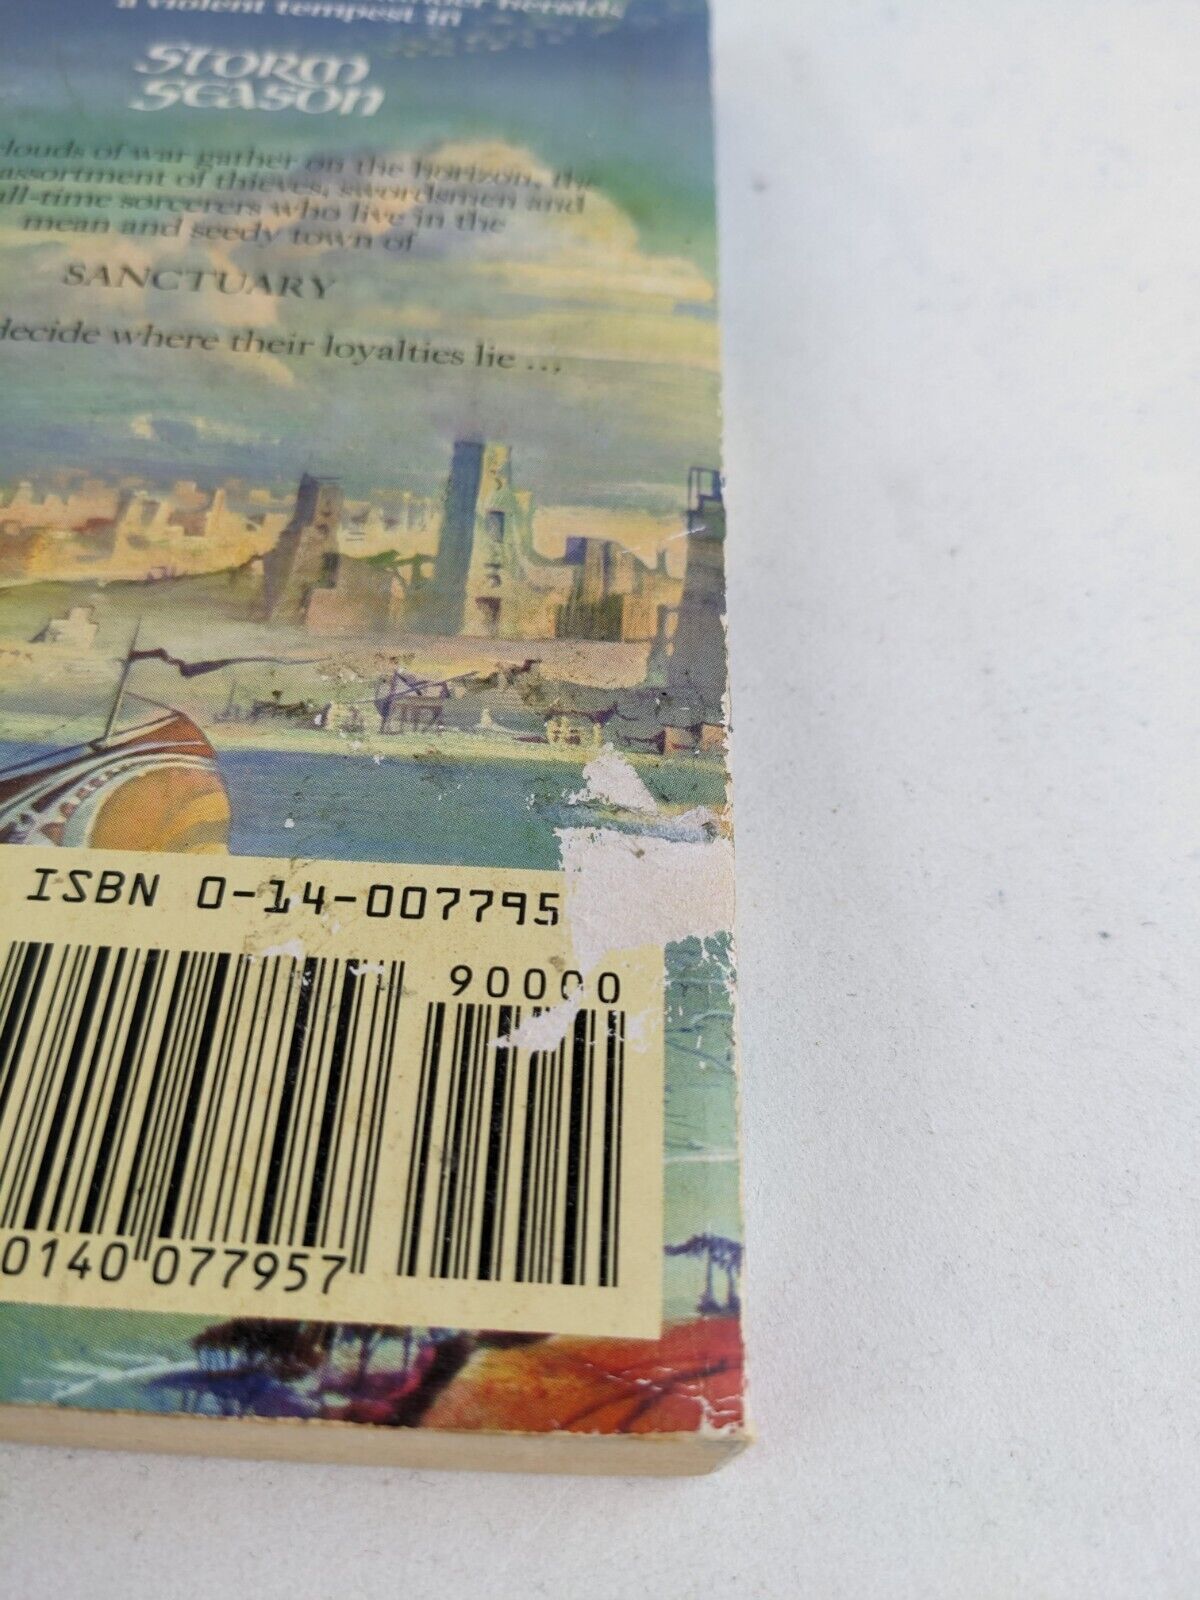 a violent tempest in
STORM
SEASON
clouds of war gather on the horizon, the
assortment of thieves, swordsmen and
all-time sorcerers who live in the
mean and seedy town of
SANCTUARY
decide where their loyalties lie ...
ISBN 0-14-007795
90000
0140 077957